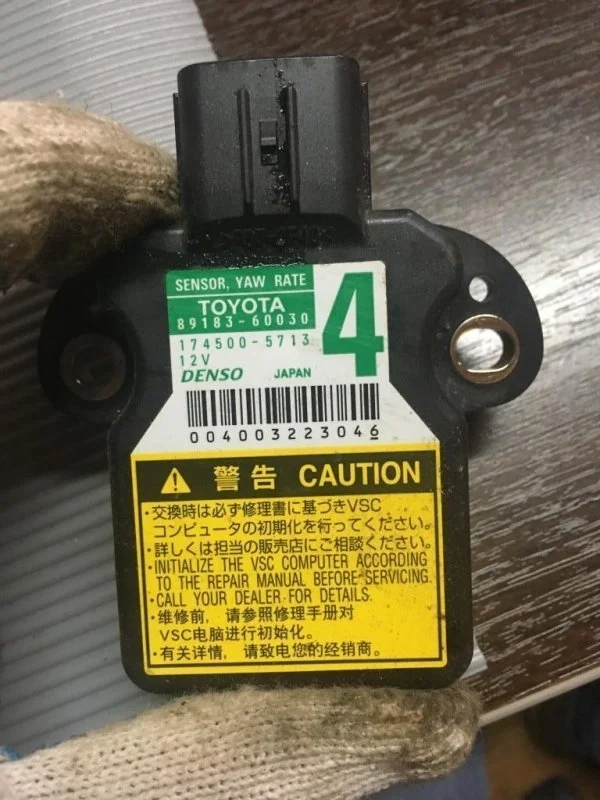 SENSOR, YAW RATE
TOYOTA
89183-60030
174500-5713
12V
DENSO JAPAN
4
004003223046
警告 CAUTION
・交換時は必ず修理書に基づきVSC
コンピュータの初期化を行ってください。
・詳しくは担当の販売店にご相談ください。
・INITIALIZE THE VSC COMPUTER ACCORDING
TO THE REPAIR MANUAL BEFORE SERVICING.
・CALL YOUR DEALER FOR DETAILS.
・维修前，请参照修理手册对
VSC电脑进行初始化。
・有关详情，请致电您的经销商。